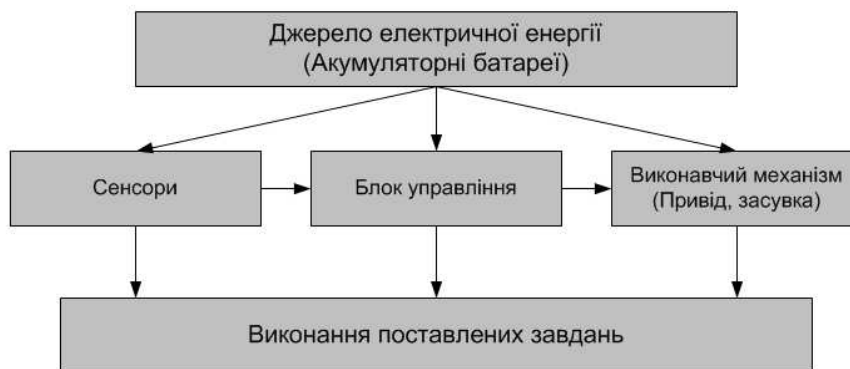 Джерело електричної енергії
(Акумуляторні батареї)
Сенсори
Блок управління
Виконавчий механізм
(Привід, засувка)
Виконання поставлених завдань